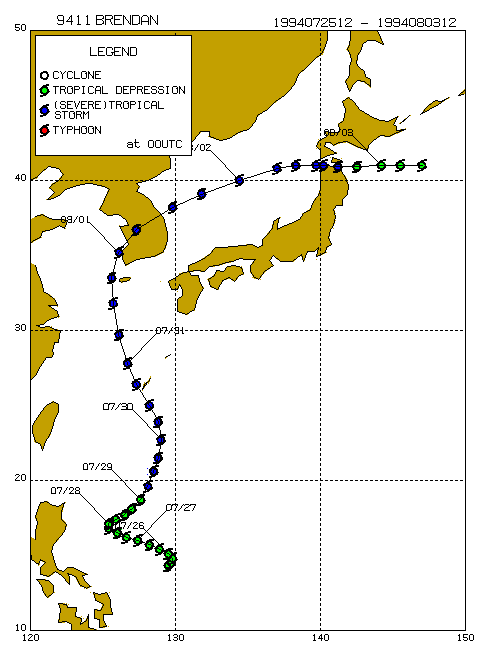 9411 BRENDAN 1994072512 - 1994080312
50
LEGEND
CYCLONE
TROPICAL DEPRESSION
(SEVERE)TROPICAL
STORM
TYPHOON
at 00UTC
08/03
/02
40
08/01
07/31
30
07/30
07/29
20
07/28
07/27
07/26
10
120 130 140 150